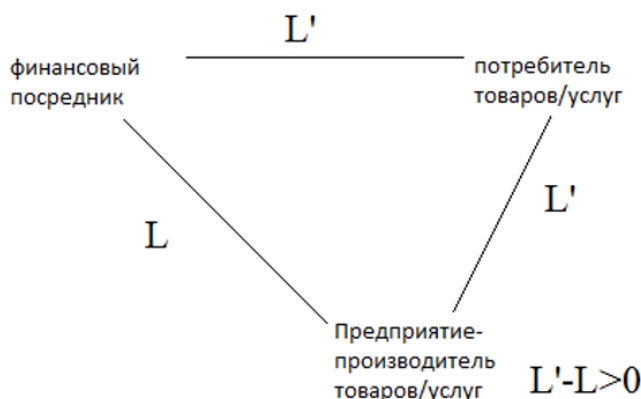 L'
финансовый
посредник
потребитель
товаров/услуг
L
L'
Предприятие-
производитель
товаров/услуг
L'-L>0